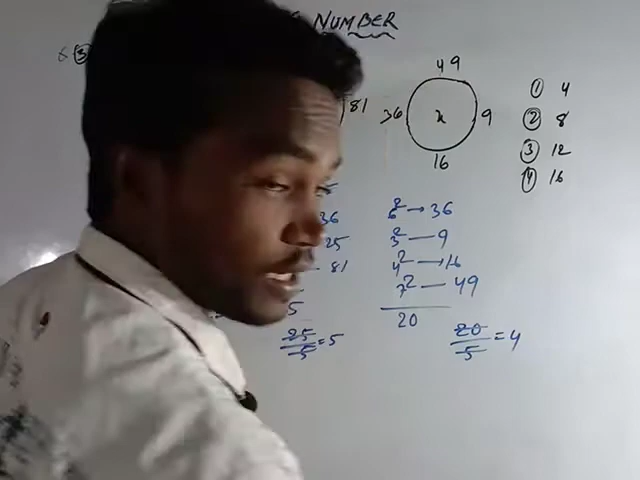 NUMBER
3
49
81 36 x 9
16
① 4
② 8
③ 12
④ 16
36
25
81
5
25/5 = 5
6² → 36
3² — 9
4² → 16
7² — 49
20
20/5 = 4